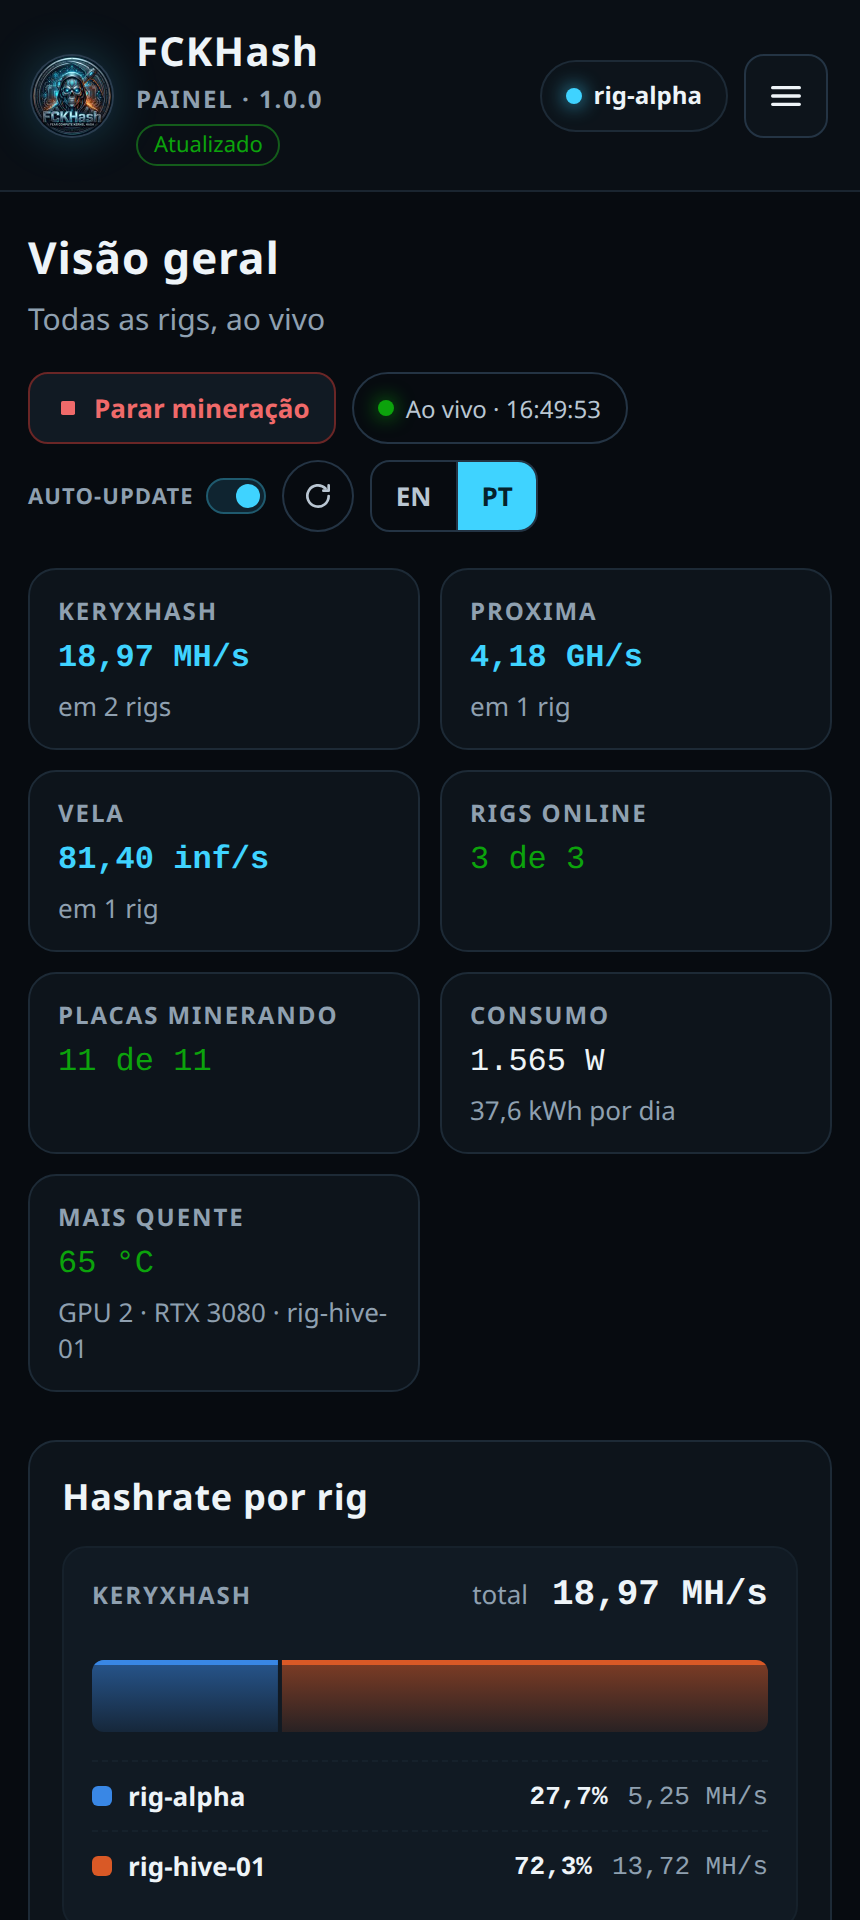 FCKHash
PAINEL · 1.0.0
Atualizado
FCKHash
rig-alpha
Visão geral
Todas as rigs, ao vivo
Parar mineração
Ao vivo · 16:49:53
AUTO-UPDATE
EN
PT
KERYXHASH
18,97 MH/s
em 2 rigs
PROXIMA
4,18 GH/s
em 1 rig
VELA
81,40 inf/s
em 1 rig
RIGS ONLINE
3 de 3
PLACAS MINERANDO
11 de 11
CONSUMO
1.565 W
37,6 kWh por dia
MAIS QUENTE
65 °C
GPU 2 · RTX 3080 · rig-hive-
01
Hashrate por rig
KERYXHASH
total 18,97 MH/s
rig-alpha 27,7% 5,25 MH/s
rig-hive-01 72,3% 13,72 MH/s